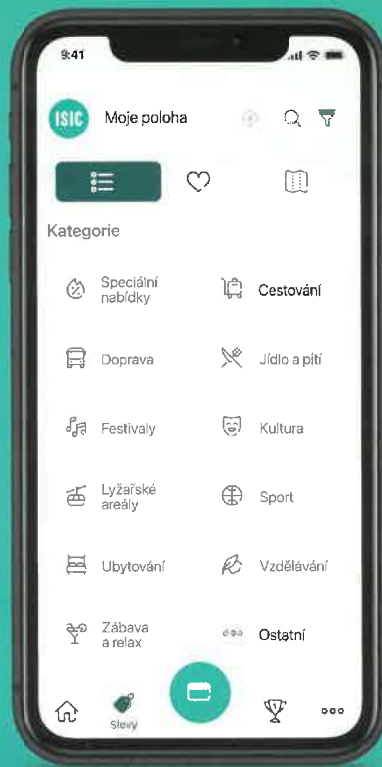 9:41
ISIC
Moje poloha
Kategorie
Speciální
nabídky
Cestování
Doprava
Jídlo a pití
Festivaly
Kultura
Lyžařské
areály
Sport
Ubytování
Vzdělávání
Zábava
a relax
Ostatní
Slevy